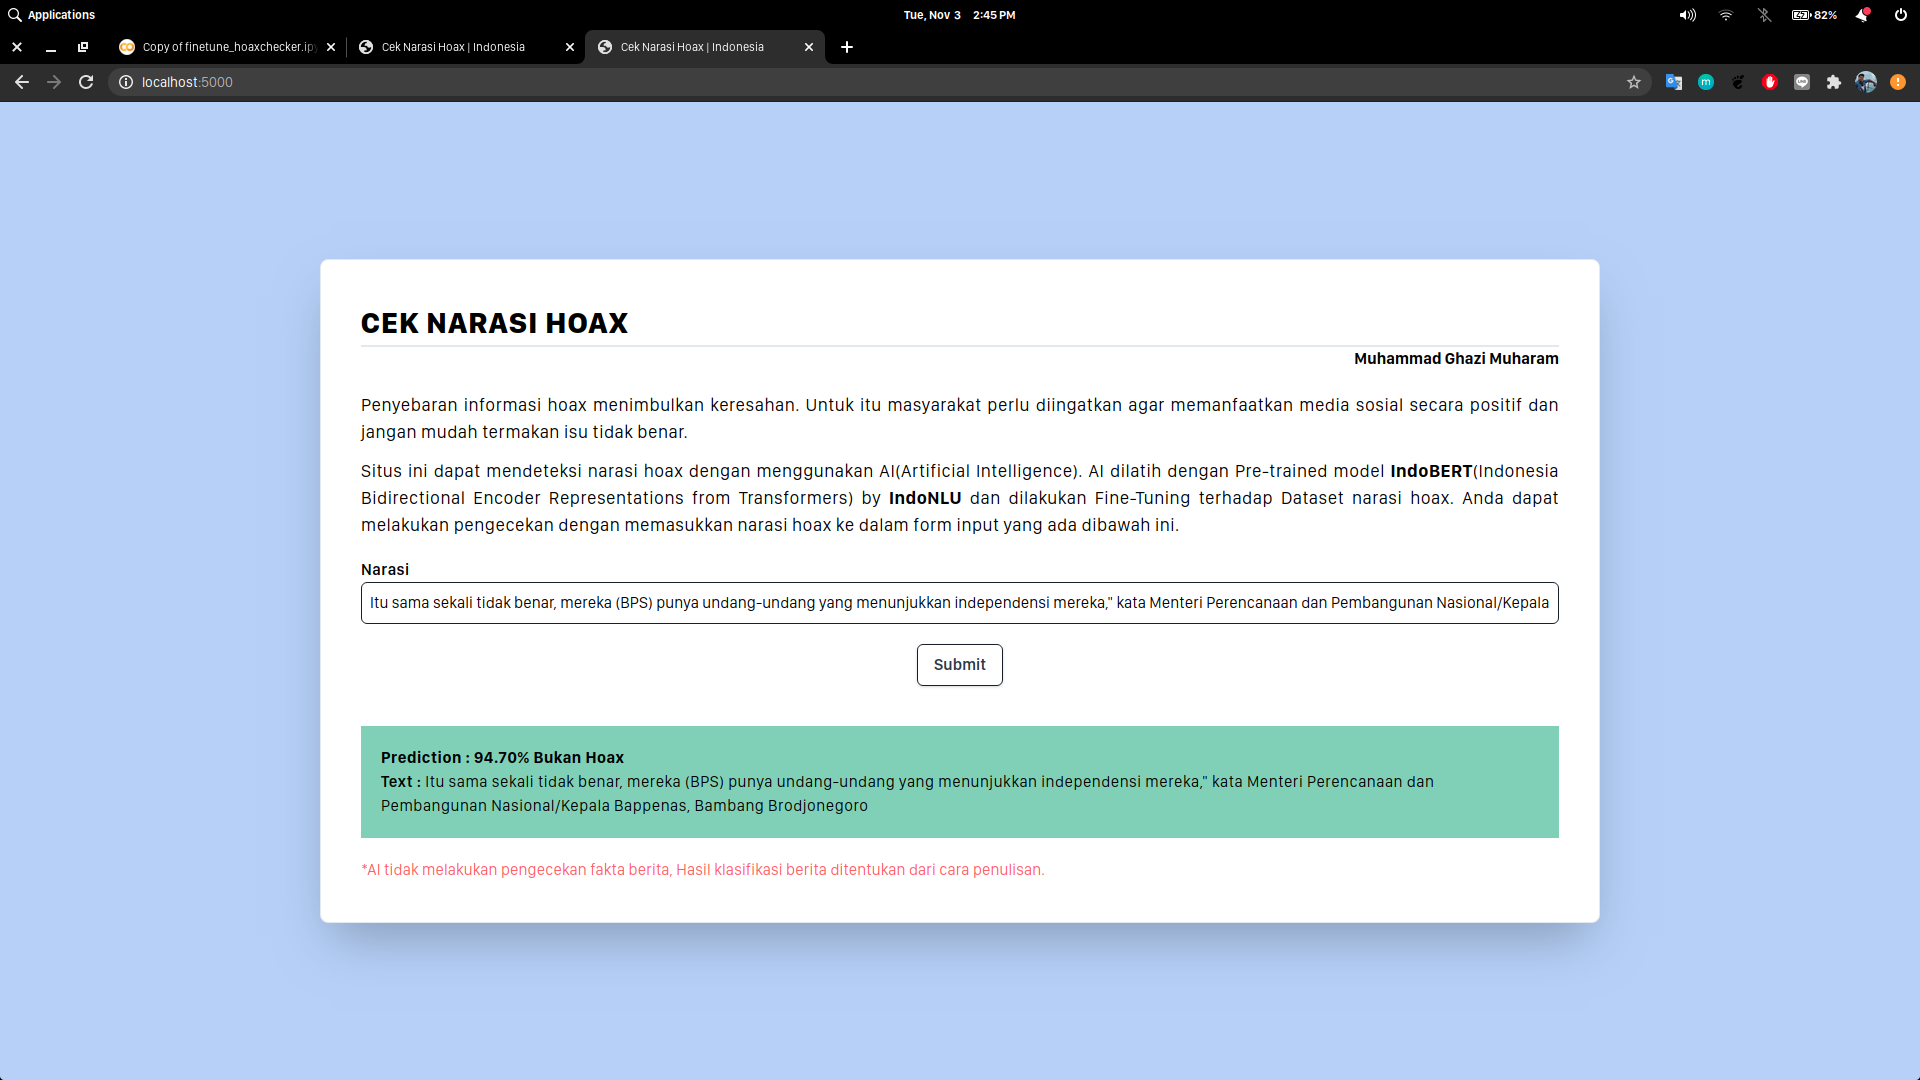 Applications
Tue, Nov 3 2:45 PM
82%
Copy of finetune_hoaxchecker.ip
Cek Narasi Hoax | Indonesia
Cek Narasi Hoax | Indonesia
localhost:5000
CEK NARASI HOAX
Muhammad Ghazi Muharam
Penyebaran informasi hoax menimbulkan keresahan. Untuk itu masyarakat perlu diingatkan agar memanfaatkan media sosial secara positif dan
jangan mudah termakan isu tidak benar.
Situs ini dapat mendeteksi narasi hoax dengan menggunakan AI(Artificial Intelligence). AI dilatih dengan Pre-trained model IndoBERT(Indonesia
Bidirectional Encoder Representations from Transformers) by IndoNLU dan dilakukan Fine-Tuning terhadap Dataset narasi hoax. Anda dapat
melakukan pengecekan dengan memasukkan narasi hoax ke dalam form input yang ada dibawah ini.
Narasi
Itu sama sekali tidak benar, mereka (BPS) punya undang-undang yang menunjukkan independensi mereka," kata Menteri Perencanaan dan Pembangunan Nasional/Kepala
Submit
Prediction : 94.70% Bukan Hoax
Text : Itu sama sekali tidak benar, mereka (BPS) punya undang-undang yang menunjukkan independensi mereka," kata Menteri Perencanaan dan
Pembangunan Nasional/Kepala Bappenas, Bambang Brodjonegoro
*AI tidak melakukan pengecekan fakta berita, Hasil klasifikasi berita ditentukan dari cara penulisan.